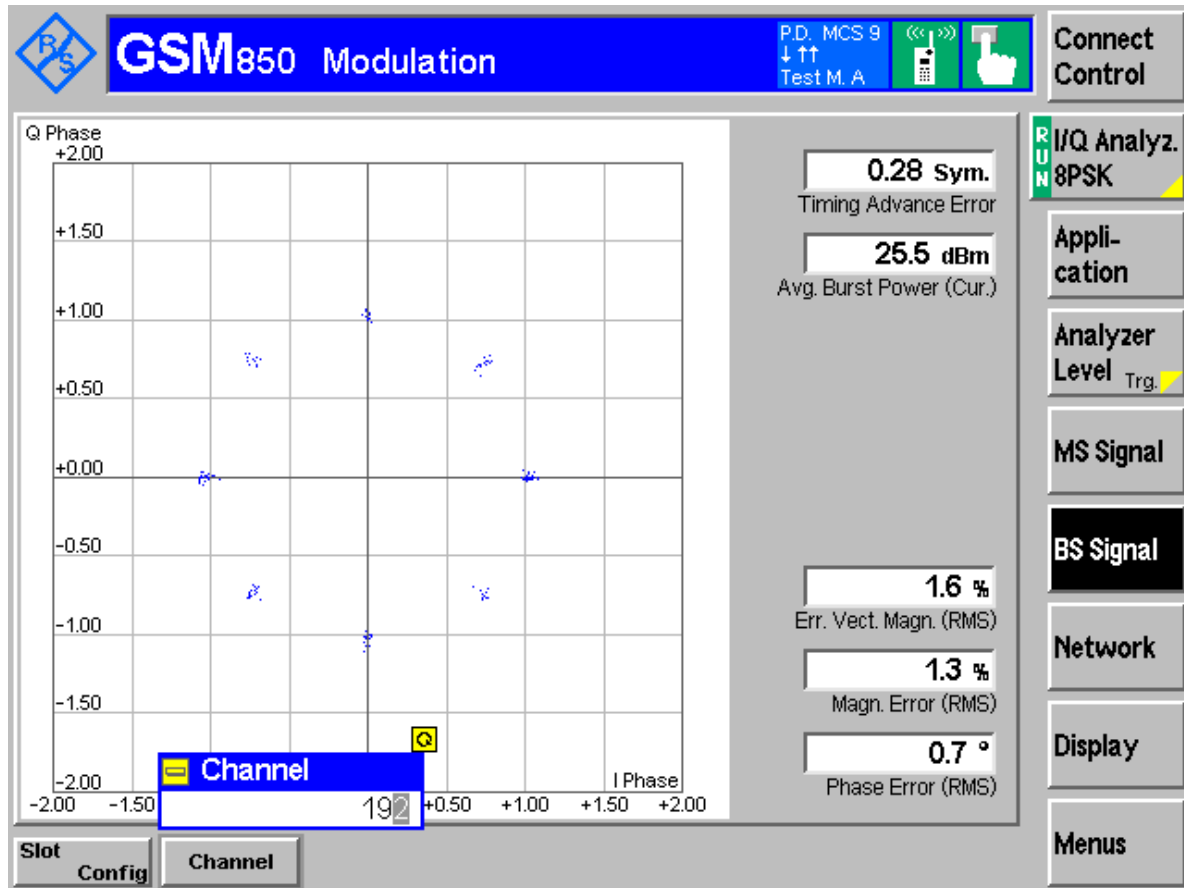 R/S
GSM850 Modulation
P.D. MCS 9
↓ ↑↑
Test M. A
Connect
Control
Q Phase
+2.00
+1.50
+1.00
+0.50
+0.00
-0.50
-1.00
-1.50
-2.00
I Phase
-2.00 -1.50 +0.50 +1.00 +1.50 +2.00
Q
Channel
192
0.28 Sym.
Timing Advance Error
25.5 dBm
Avg. Burst Power (Cur.)
1.6 %
Err. Vect. Magn. (RMS)
1.3 %
Magn. Error (RMS)
0.7 °
Phase Error (RMS)
RUN
I/Q Analyz.
8PSK
Appli-
cation
Analyzer
Level Trg.
MS Signal
BS Signal
Network
Display
Menus
Slot
Config
Channel